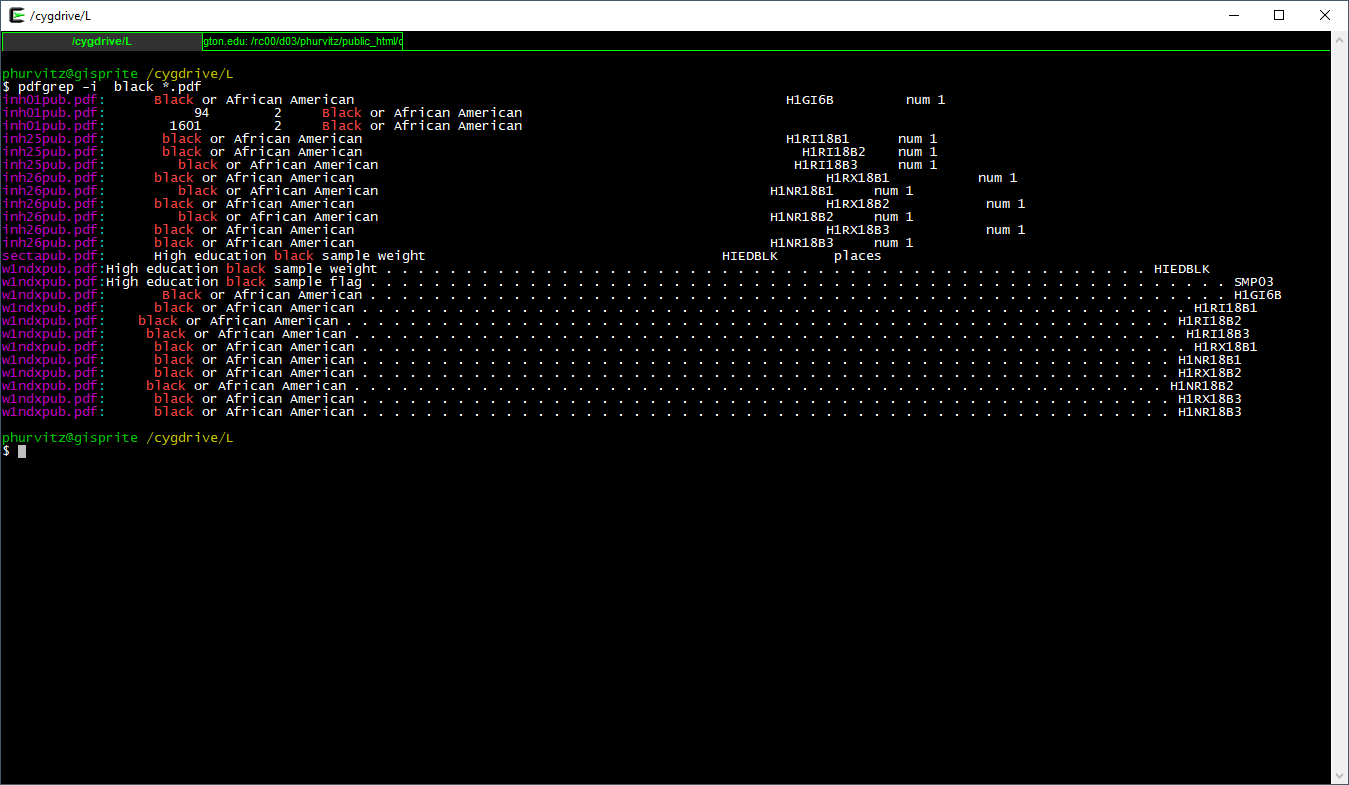 /cygdrive/L
/cygdrive/L gton.edu: /rc00/d03/phurvitz/public_html/c
phurvitz@gisprite /cygdrive/L
$ pdfgrep -i  black *.pdf
inh01pub.pdf:      Black or African American      H1GI6B      num 1
inh01pub.pdf:      94      2      Black or African American
inh01pub.pdf:      1601      2      Black or African American
inh25pub.pdf:      black or African American      H1RI18B1      num 1
inh25pub.pdf:      black or African American      H1RI18B2      num 1
inh25pub.pdf:      black or African American      H1RI18B3      num 1
inh26pub.pdf:      black or African American      H1RX18B1      num 1
inh26pub.pdf:      black or African American      H1NR18B1      num 1
inh26pub.pdf:      black or African American      H1RX18B2      num 1
inh26pub.pdf:      black or African American      H1NR18B2      num 1
inh26pub.pdf:      black or African American      H1RX18B3      num 1
inh26pub.pdf:      black or African American      H1NR18B3      num 1
sectapub.pdf:      High education black sample weight      HIEDBLK      places
w1ndxpub.pdf:High education black sample weight . . . . . . . . . . . . . . . . . . . . . . . . . . . . . . . . . . . . . . . . . . . . . . . . HIEDBLK
w1ndxpub.pdf:High education black sample flag . . . . . . . . . . . . . . . . . . . . . . . . . . . . . . . . . . . . . . . . . . . . . . . . . . . . . . SMP03
w1ndxpub.pdf:      Black or African American . . . . . . . . . . . . . . . . . . . . . . . . . . . . . . . . . . . . . . . . . . . . . . . . . . . . . . H1GI6B
w1ndxpub.pdf:      black or African American . . . . . . . . . . . . . . . . . . . . . . . . . . . . . . . . . . . . . . . . . . . . . . . . . . . . H1RI18B1
w1ndxpub.pdf:      black or African American . . . . . . . . . . . . . . . . . . . . . . . . . . . . . . . . . . . . . . . . . . . . . . . . . . . . H1RI18B2
w1ndxpub.pdf:      black or African American . . . . . . . . . . . . . . . . . . . . . . . . . . . . . . . . . . . . . . . . . . . . . . . . . . . . H1RI18B3
w1ndxpub.pdf:      black or African American . . . . . . . . . . . . . . . . . . . . . . . . . . . . . . . . . . . . . . . . . . . . . . . . . . . . H1RX18B1
w1ndxpub.pdf:      black or African American . . . . . . . . . . . . . . . . . . . . . . . . . . . . . . . . . . . . . . . . . . . . . . . . . . . H1NR18B1
w1ndxpub.pdf:      black or African American . . . . . . . . . . . . . . . . . . . . . . . . . . . . . . . . . . . . . . . . . . . . . . . . . . . H1RX18B2
w1ndxpub.pdf:      black or African American . . . . . . . . . . . . . . . . . . . . . . . . . . . . . . . . . . . . . . . . . . . . . . . . . . . H1NR18B2
w1ndxpub.pdf:      black or African American . . . . . . . . . . . . . . . . . . . . . . . . . . . . . . . . . . . . . . . . . . . . . . . . . . . H1RX18B3
w1ndxpub.pdf:      black or African American . . . . . . . . . . . . . . . . . . . . . . . . . . . . . . . . . . . . . . . . . . . . . . . . . . . H1NR18B3
phurvitz@gisprite /cygdrive/L
$